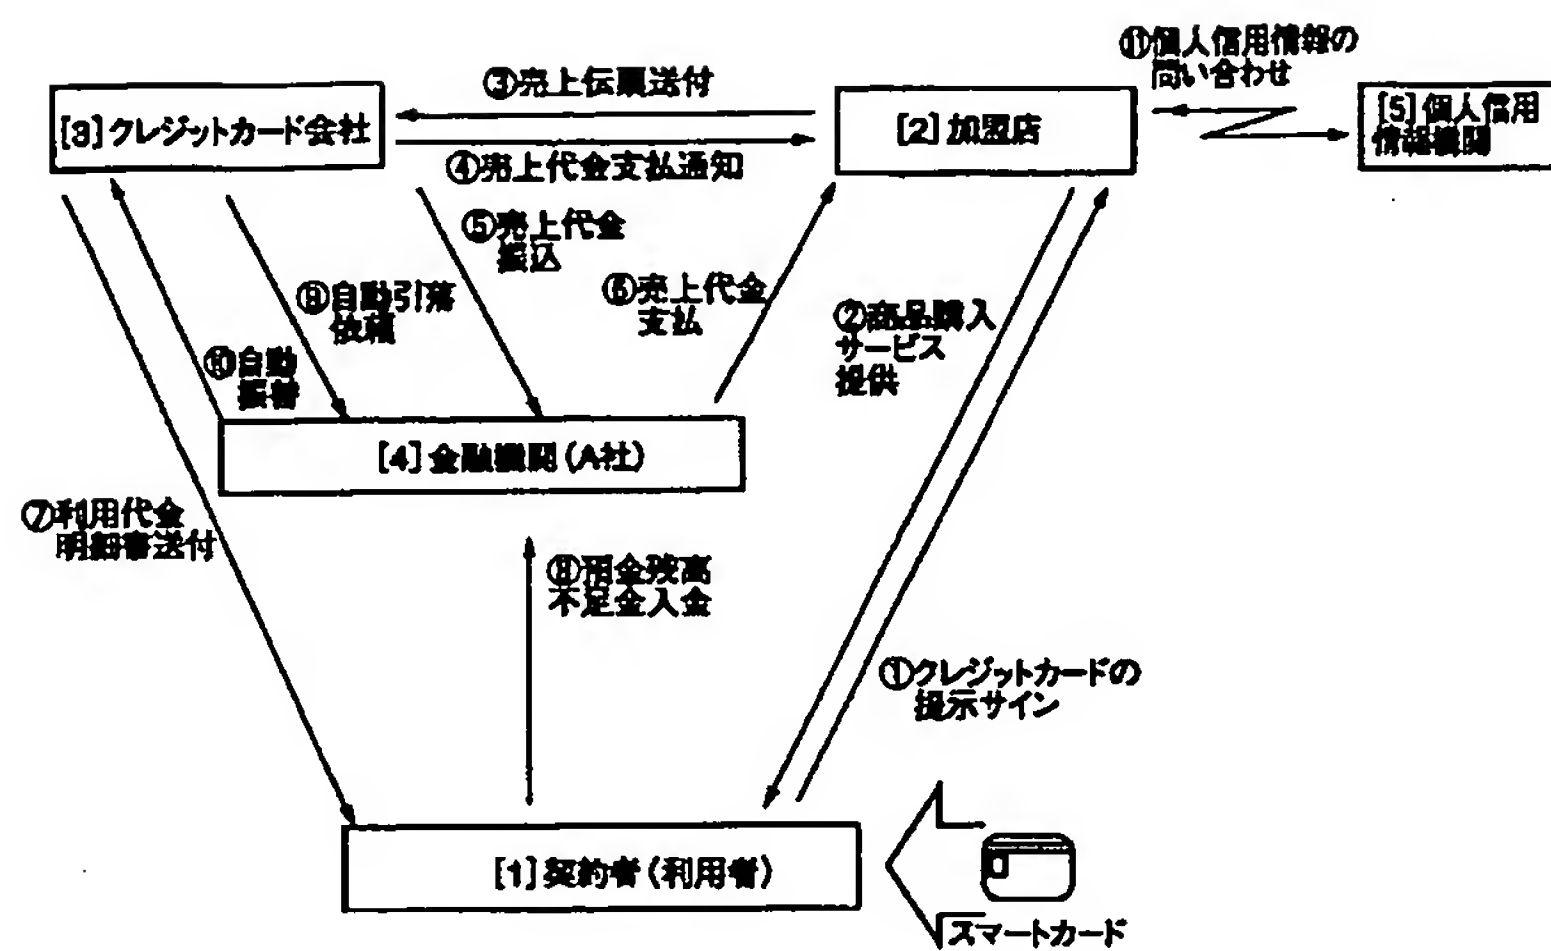 ⑪個人信用情報の
問い合わせ
③売上伝票送付
[3]クレジットカード会社
[2]加盟店
[5]個人信用
情報機関
④売上代金支払通知
⑤売上代金
振込
⑥売上代金
支払
⑨自動引落
依頼
②商品購入
サービス
提供
⑩自動
振替
[4]金融機関(A社)
⑦利用代金
明細書送付
⑧預金残高
不足金入金
①クレジットカードの
提示サイン
[1]契約者(利用者)
スマートカード